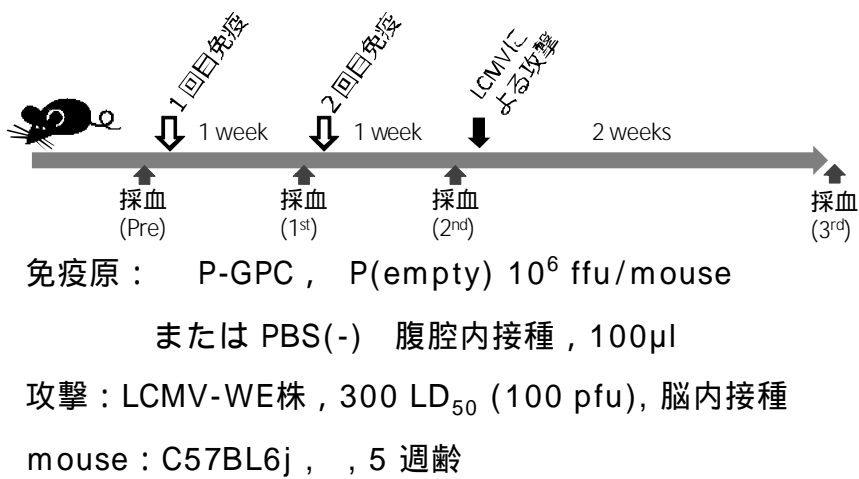 1回目免疫
2回目免疫
LCMVに
よる攻撃
1 week
1 week
2 weeks
採血
(Pre)
採血
(1st)
採血
(2nd)
採血
(3rd)
免疫原: P-GPC, P(empty) 10⁶ ffu/mouse
または PBS(-) 腹腔内接種, 100μl
攻撃:LCMV-WE株, 300 LD₅₀ (100 pfu), 脳内接種
mouse:C57BL6j, , 5 週齢